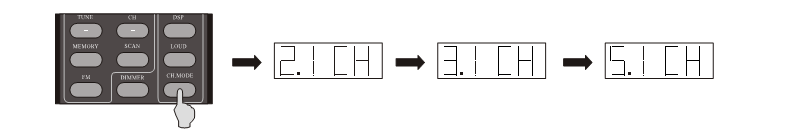 TUNE CH DSP
- -
MEMORY SCAN LOUD
FM DIMMER CH.MODE
2.1 CH
3.1 CH
5.1 CH